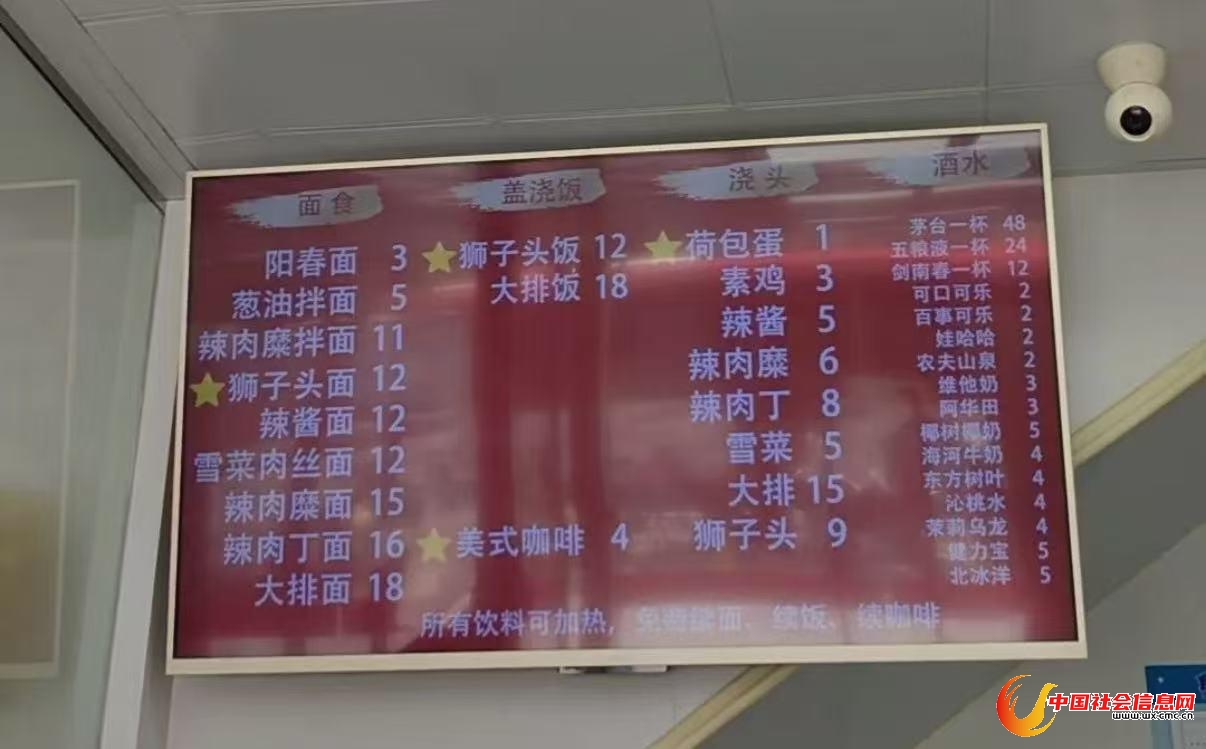 面食
阳春面 3
葱油拌面 5
辣肉糜拌面 11
狮子头面 12
辣酱面 12
雪菜肉丝面 12
辣肉糜面 15
辣肉丁面 16
大排面 18
盖浇饭
狮子头饭 12
大排饭 18
美式咖啡 4
浇头
荷包蛋 1
素鸡 3
辣酱 5
辣肉糜 6
辣肉丁 8
雪菜 5
大排 15
狮子头 9
酒水
茅台一杯 48
五粮液一杯 24
剑南春一杯 12
可口可乐 2
百事可乐 2
娃哈哈 2
农夫山泉 2
维他奶 3
阿华田 3
椰树椰奶 5
海河牛奶 4
东方树叶 4
沁桃水 4
茉莉乌龙 4
健力宝 5
北冰洋 5
所有饮料可加热，免费续面、续饭、续咖啡
中国社会信息网
www.wx.cmc.cn